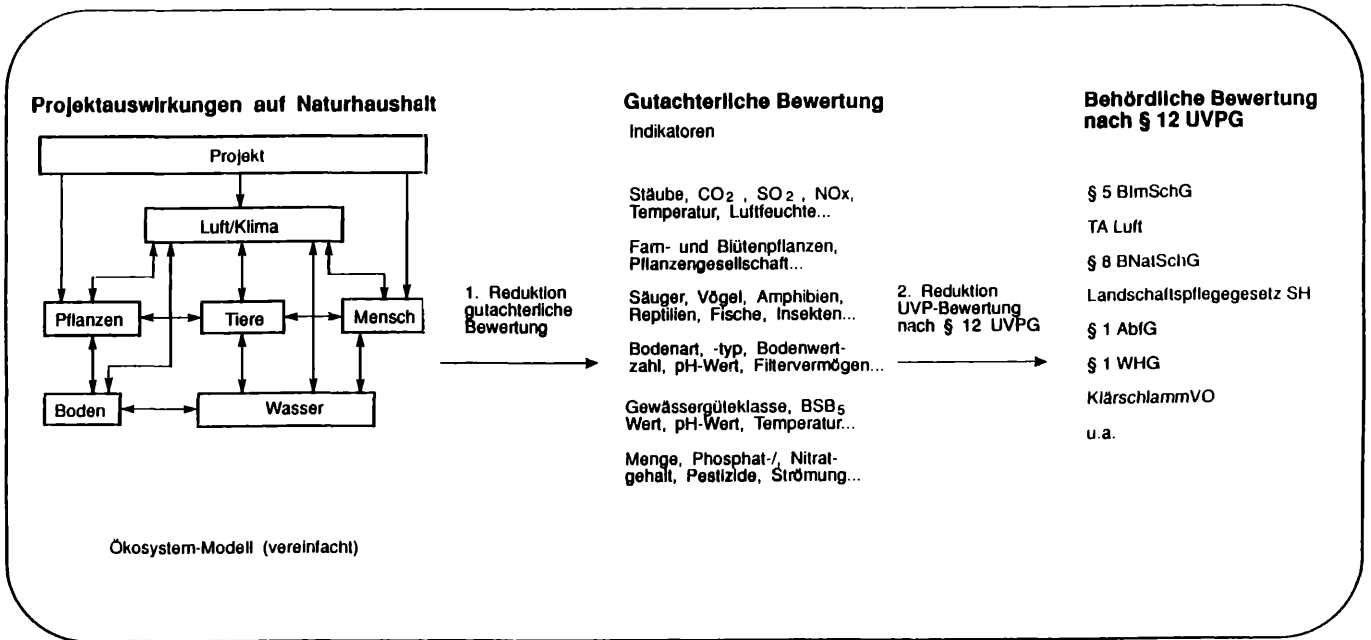 Projektauswirkungen auf Naturhaushalt
Projekt
Luft/Klima
Pflanzen
Tiere
Mensch
Boden
Wasser
Ökosystem-Modell (vereinfacht)
1. Reduktion
gutachterliche
Bewertung
Gutachterliche Bewertung
Indikatoren
Stäube, CO2 , SO2 , NOx,
Temperatur, Luftfeuchte...
Farn- und Blütenpflanzen,
Pflanzengesellschaft...
Säuger, Vögel, Amphibien,
Reptilien, Fische, Insekten...
Bodenart, -typ, Bodenwert-
zahl, pH-Wert, Filtervermögen...
Gewässergüteklasse, BSB5
Wert, pH-Wert, Temperatur...
Menge, Phosphat-/, Nitrat-
gehalt, Pestizide, Strömung...
2. Reduktion
UVP-Bewertung
nach § 12 UVPG
Behördliche Bewertung
nach § 12 UVPG
§ 5 BImSchG
TA Luft
§ 8 BNatSchG
Landschaftspflegegesetz SH
§ 1 AbfG
§ 1 WHG
KlärschlammVO
u.a.